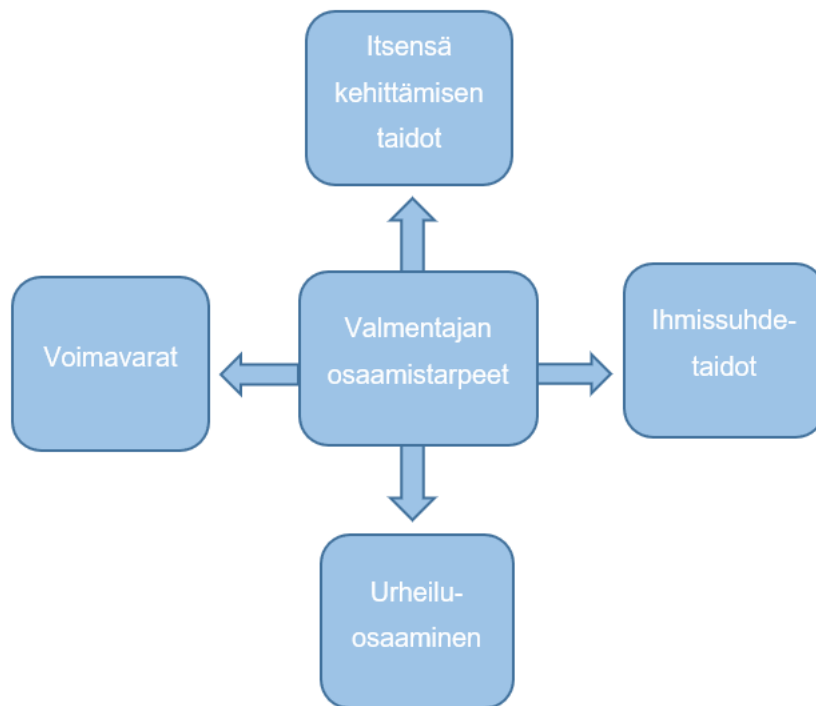 Itsensä
kehittämisen
taidot
Voimavarat
Valmentajan
osaamistarpeet
Ihmissuhde-
taidot
Urheilu-
osaaminen